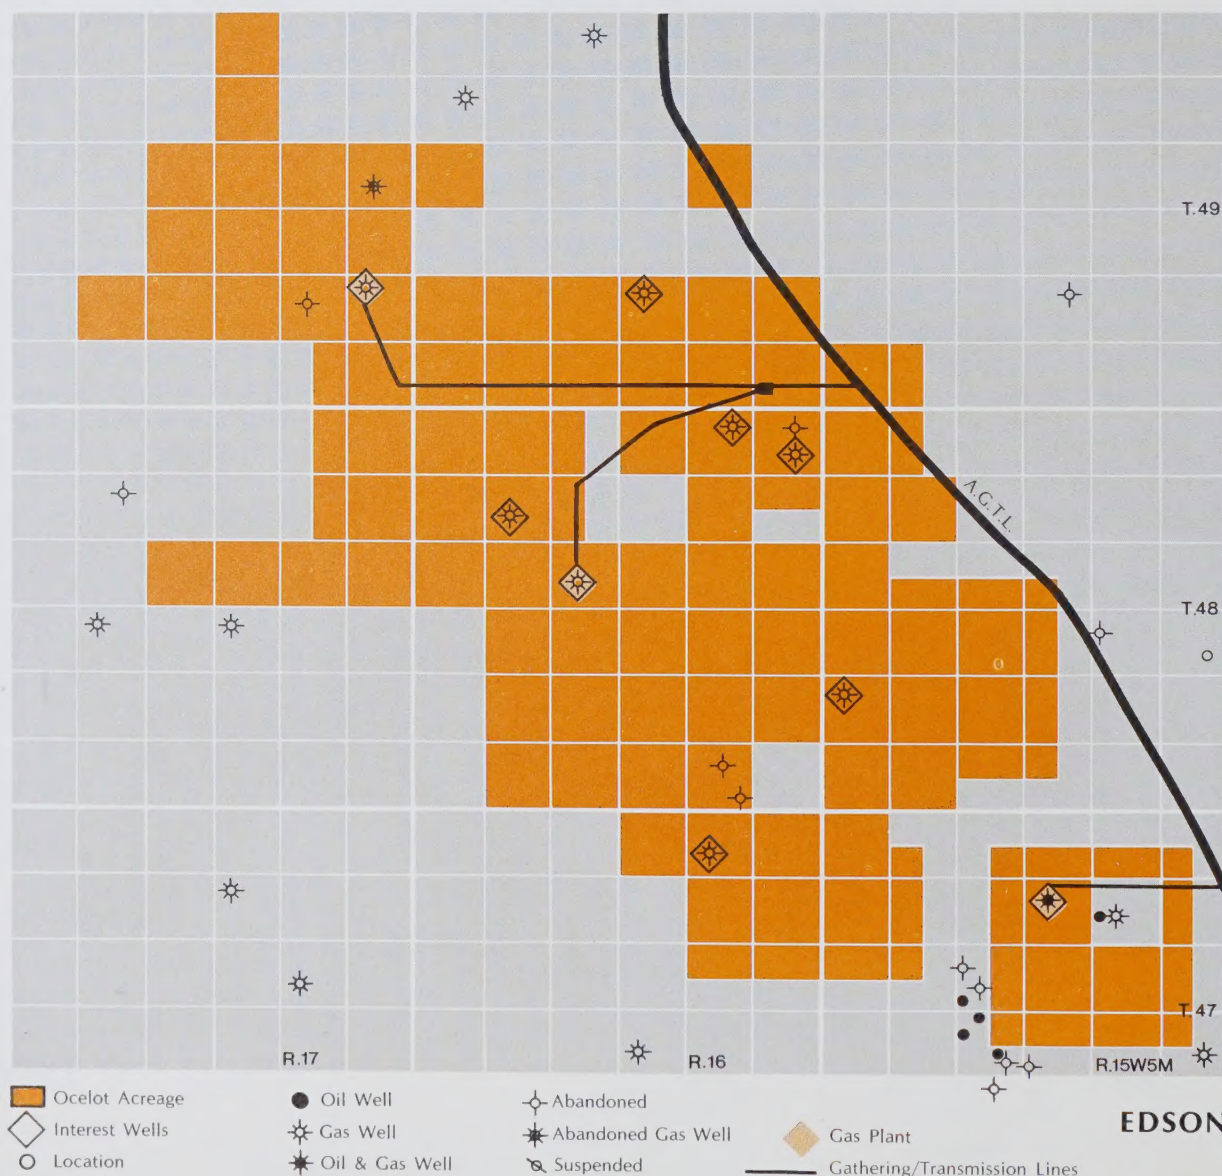 T.49
A.G.T.L.
T.48
T.47
R.17
R.16
R.15W5M
Ocelot Acreage
Oil Well
Abandoned
Interest Wells
Gas Well
Abandoned Gas Well
Gas Plant
EDSON
Location
Oil & Gas Well
Suspended
Gathering/Transmission Lines